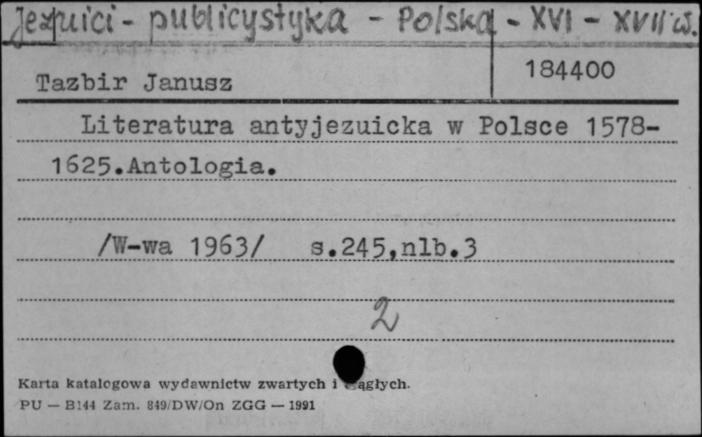 Jezuici - publicystyka - Polska - XVI - XVII w.
Tazbir Janusz
184400
Literatura antyjezuicka w Polsce 1578-
1625.Antologia.
/W-wa 1963/ s.245,nlb.3
2
Karta katalogowa wydawnictw zwartych i ągłych.
PU — B144 Zam. 849/DW/On ZGG — 1991